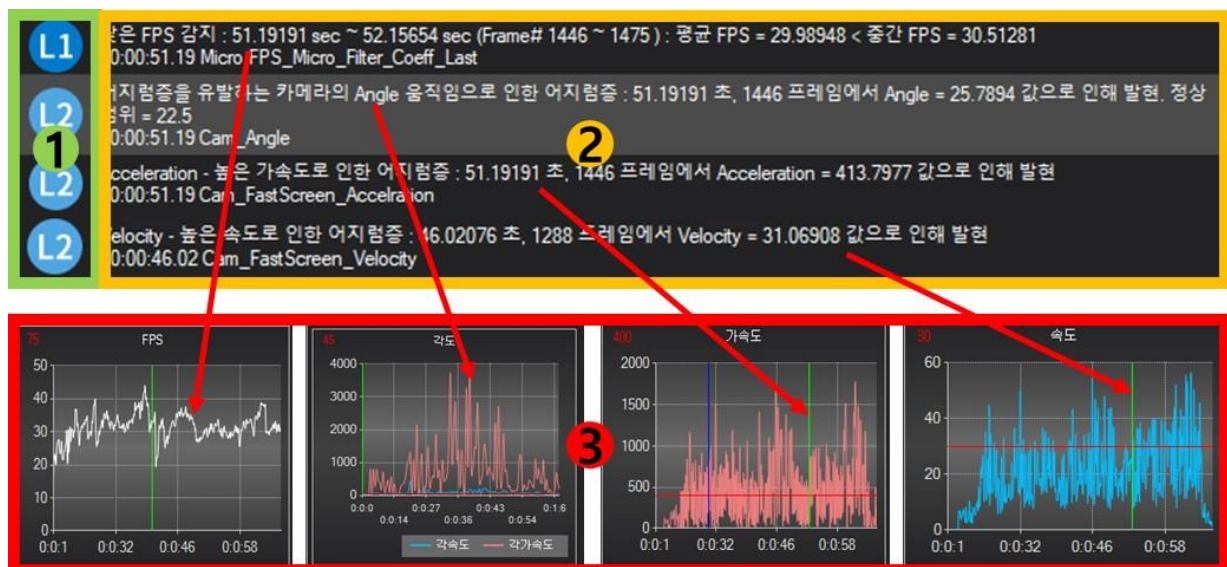 L1
은 FPS 감지 : 51.19191 sec ~ 52.15654 sec (Frame# 1446 ~ 1475 ) : 평균 FPS = 29.98948 < 중간 FPS = 30.51281
0:00:51.19 Micro_FPS_Micro_Filter_Coeff_Last
L2
어지럼증을 유발하는 카메라의 Angle 움직임으로 인한 어지럼증 : 51.19191 초, 1446 프레임에서 Angle = 25.7894 값으로 인해 발현. 정상
범위 = 22.5
0:00:51.19 Cam_Angle
1
2
L2
Acceleration - 높은 가속도로 인한 어지럼증 : 51.19191 초, 1446 프레임에서 Acceleration = 413.7977 값으로 인해 발현
0:00:51.19 Cam_FastScreen_Accelration
L2
Velocity - 높은 속도로 인한 어지럼증 : 46.02076 초, 1288 프레임에서 Velocity = 31.06908 값으로 인해 발현
0:00:46.02 Cam_FastScreen_Velocity
75
FPS
50
40
30
20
10
0
0:0:1 0:0:32 0:0:46 0:0:58
45
각도
4000
3000
2000
1000
0
0:0:0 0:0:27 0:0:43 0:1:6
0:0:14 0:0:36 0:0:54
각속도 각가속도
3
400
가속도
2000
1500
1000
500
0
0:0:1 0:0:32 0:0:46 0:0:58
30
속도
60
40
20
0
0:0:1 0:0:32 0:0:46 0:0:58